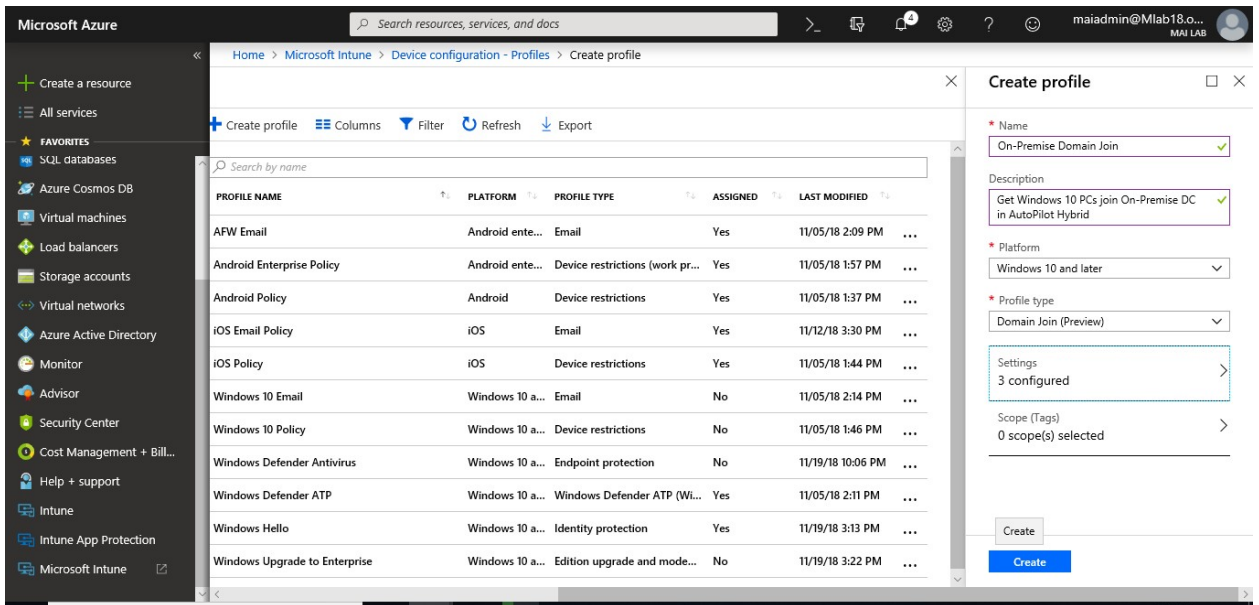 Microsoft Azure
Search resources, services, and docs
4
maiadmin@Mlab18.o...
MAI LAB
Home > Microsoft Intune > Device configuration - Profiles > Create profile
Create a resource
All services
FAVORITES
SQL databases
Azure Cosmos DB
Virtual machines
Load balancers
Storage accounts
Virtual networks
Azure Active Directory
Monitor
Advisor
Security Center
Cost Management + Bill...
Help + support
Intune
Intune App Protection
Microsoft Intune
Create profile Columns Filter Refresh Export
Search by name
PROFILE NAME PLATFORM PROFILE TYPE ASSIGNED LAST MODIFIED
AFW Email Android ente... Email Yes 11/05/18 2:09 PM ...
Android Enterprise Policy Android ente... Device restrictions (work pr... Yes 11/05/18 1:57 PM ...
Android Policy Android Device restrictions Yes 11/05/18 1:37 PM ...
iOS Email Policy iOS Email Yes 11/12/18 3:30 PM ...
iOS Policy iOS Device restrictions Yes 11/05/18 1:44 PM ...
Windows 10 Email Windows 10 a... Email No 11/05/18 2:14 PM ...
Windows 10 Policy Windows 10 a... Device restrictions No 11/05/18 1:46 PM ...
Windows Defender Antivirus Windows 10 a... Endpoint protection No 11/19/18 10:06 PM ...
Windows Defender ATP Windows 10 a... Windows Defender ATP (Wi... Yes 11/05/18 2:11 PM ...
Windows Hello Windows 10 a... Identity protection Yes 11/19/18 3:13 PM ...
Windows Upgrade to Enterprise Windows 10 a... Edition upgrade and mode... No 11/19/18 3:22 PM ...
Create profile
* Name
On-Premise Domain Join
Description
Get Windows 10 PCs join On-Premise DC
in AutoPilot Hybrid
* Platform
Windows 10 and later
* Profile type
Domain Join (Preview)
Settings
3 configured
Scope (Tags)
0 scope(s) selected
Create
Create